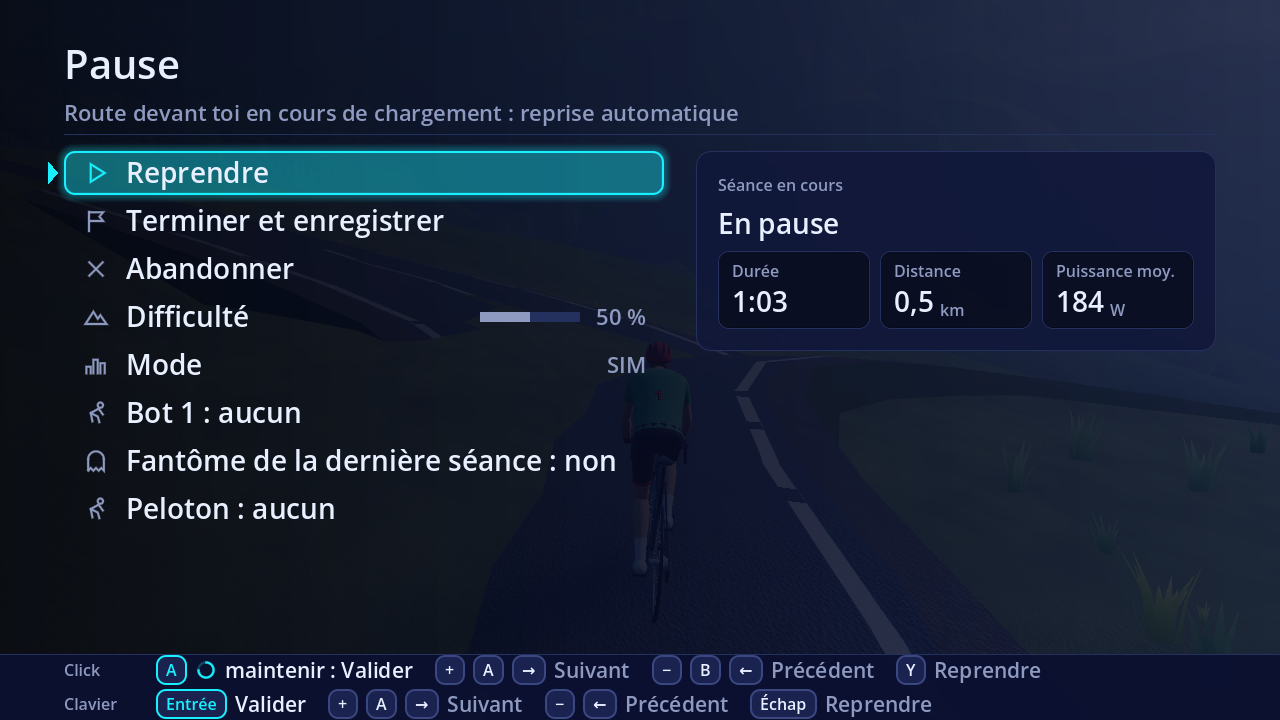 Pause
Route devant toi en cours de chargement : reprise automatique
Reprendre
Terminer et enregistrer
Abandonner
Difficulté 50 %
Mode SIM
Bot 1 : aucun
Fantôme de la dernière séance : non
Peloton : aucun
Séance en cours
En pause
Durée Distance Puissance moy.
1:03 0,5 km 184 W
Click A maintenir : Valider + A → Suivant − B ← Précédent Y Reprendre
Clavier Entrée Valider + A → Suivant − ← Précédent Échap Reprendre